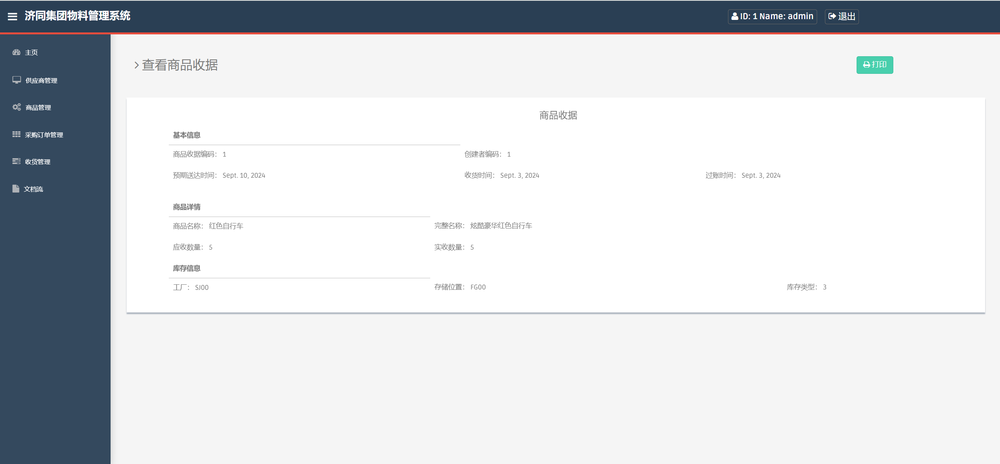 济同集团物料管理系统
ID: 1 Name: admin
退出
主页
供应商管理
商品管理
采购订单管理
收货管理
文档流
查看商品收据
打印
商品收据
基本信息
商品收据编码： 1
创建者编码： 1
预期送达时间： Sept. 10, 2024
收货时间： Sept. 3, 2024
过账时间： Sept. 3, 2024
商品详情
商品名称： 红色自行车
完整名称： 炫酷豪华红色自行车
应收数量： 5
实收数量： 5
库存信息
工厂： SJ00
存储位置： FG00
库存类型： 3